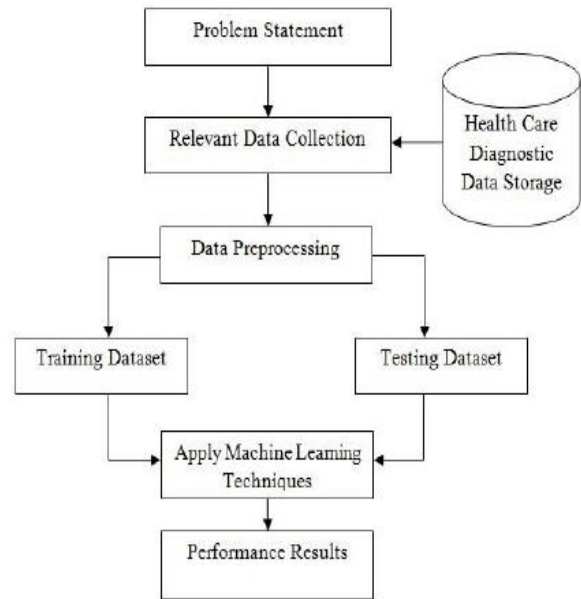 Problem Statement
Relevant Data Collection
Health Care
Diagnostic
Data Storage
Data Preprocessing
Training Dataset
Testing Dataset
Apply Machine Learning
Techniques
Performance Results